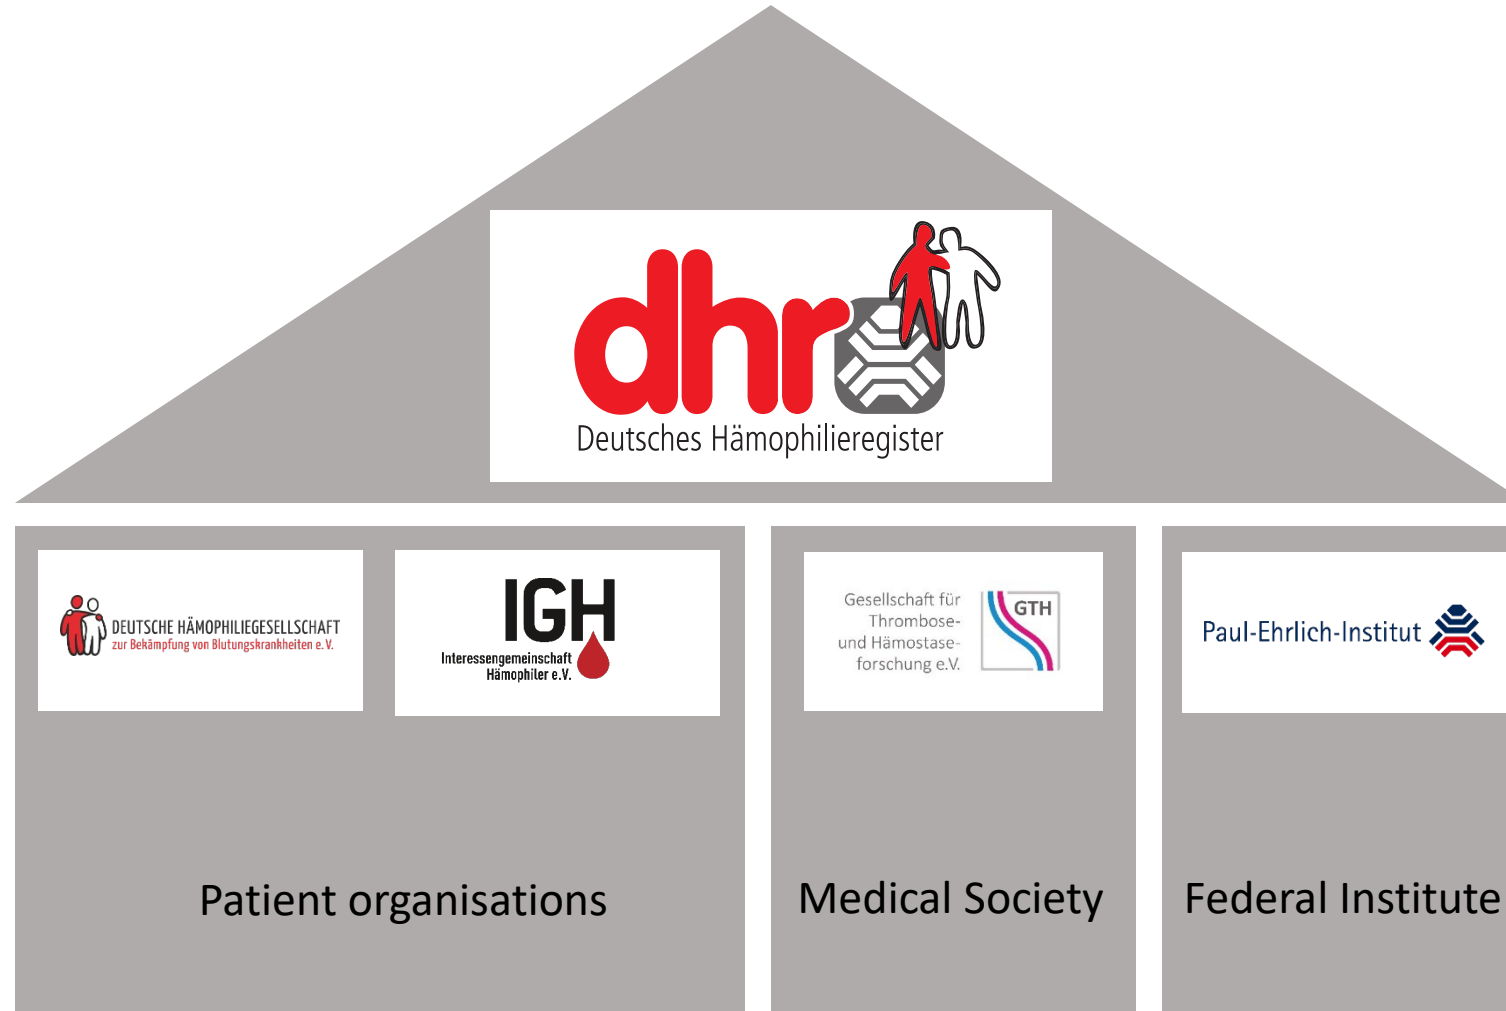 dhr
Deutsches Hämophilieregister
DEUTSCHE HÄMOPHILIEGESELLSCHAFT
zur Bekämpfung von Blutungskrankheiten e.V.
IGH
Interessengemeinschaft
Hämophiler e.V.
Gesellschaft für
Thrombose-
und Hämostase-
forschung e.V.
GTH
Paul-Ehrlich-Institut
Patient organisations
Medical Society
Federal Institute